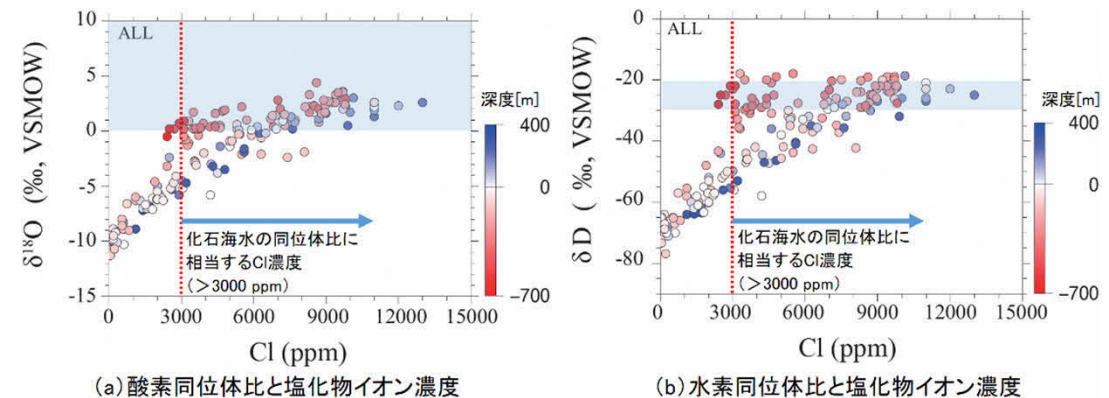 10
ALL
5
0
-5
-10
-15
δ¹⁸O (‰, VSMOW)
深度[m]
400
0
−700
化石海水の同位体比に
相当するCl濃度
(＞3000 ppm)
0 3000 6000 9000 12000 15000
Cl (ppm)
(a)酸素同位体比と塩化物イオン濃度
0
ALL
-20
-40
-60
-80
δD (‰, VSMOW)
深度[m]
400
0
−700
化石海水の同位体比に
相当するCl濃度
(＞3000 ppm)
0 3000 6000 9000 12000 15000
Cl (ppm)
(b)水素同位体比と塩化物イオン濃度